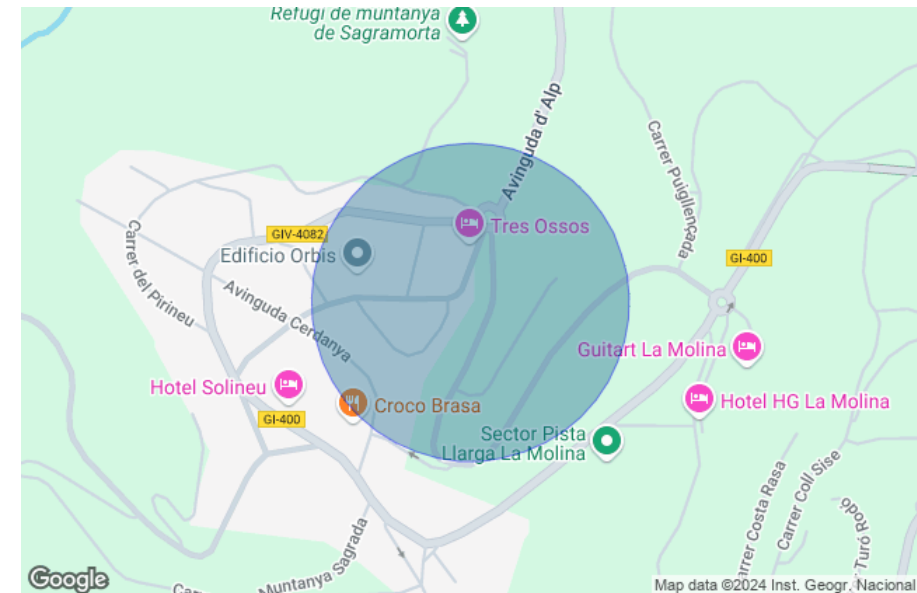 Refugi de muntanya
de Sagramorta
Avinguda d' Alp
Carrer Puigllençada
Tres Ossos
GIV-4082
Edificio Orbis
Carrer del Pirineu
Avinguda Cerdanya
GI-400
Guitart La Molina
Hotel Solineu
Croco Brasa
Hotel HG La Molina
GI-400
Sector Pista
Llarga La Molina
Carrer Coll Sise
Costa Rasa
Turó Rodó
Muntanya Sagrada
Google
Map data ©2024 Inst. Geogr. Nacional